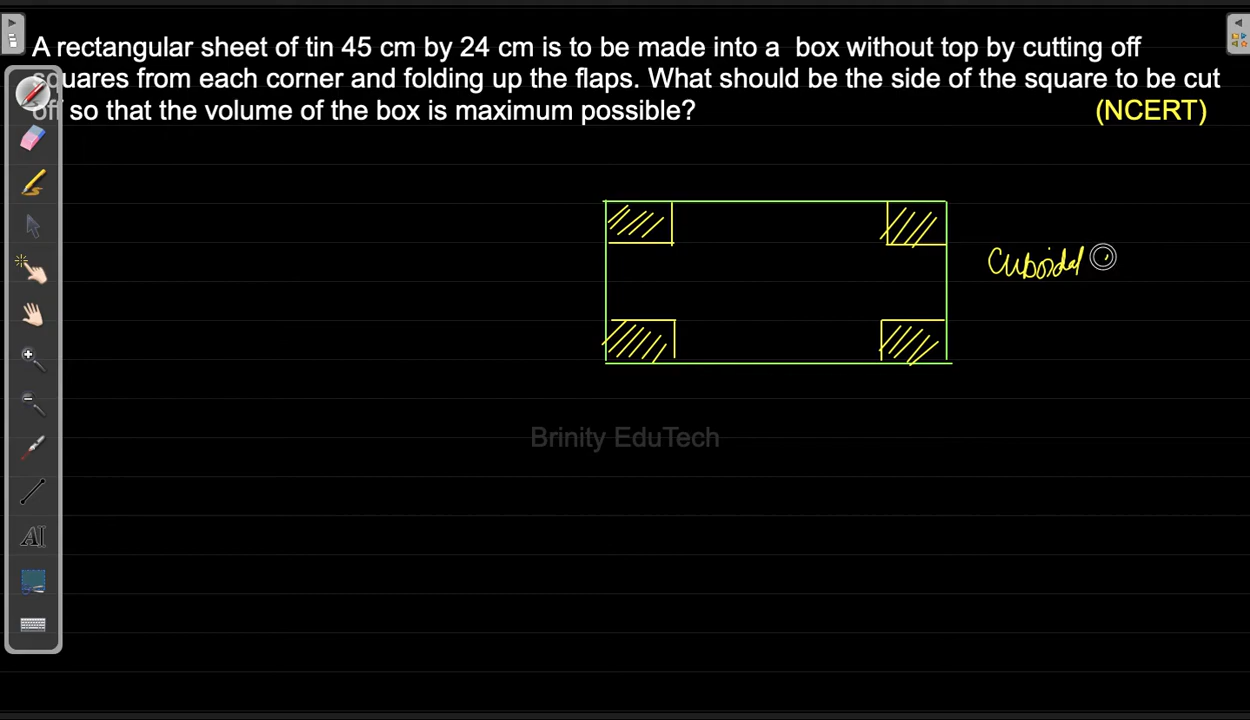 A rectangular sheet of tin 45 cm by 24 cm is to be made into a box without top by cutting off
squares from each corner and folding up the flaps. What should be the side of the square to be cut
off so that the volume of the box is maximum possible? (NCERT)
Cuboidal
Brinity EduTech
AI